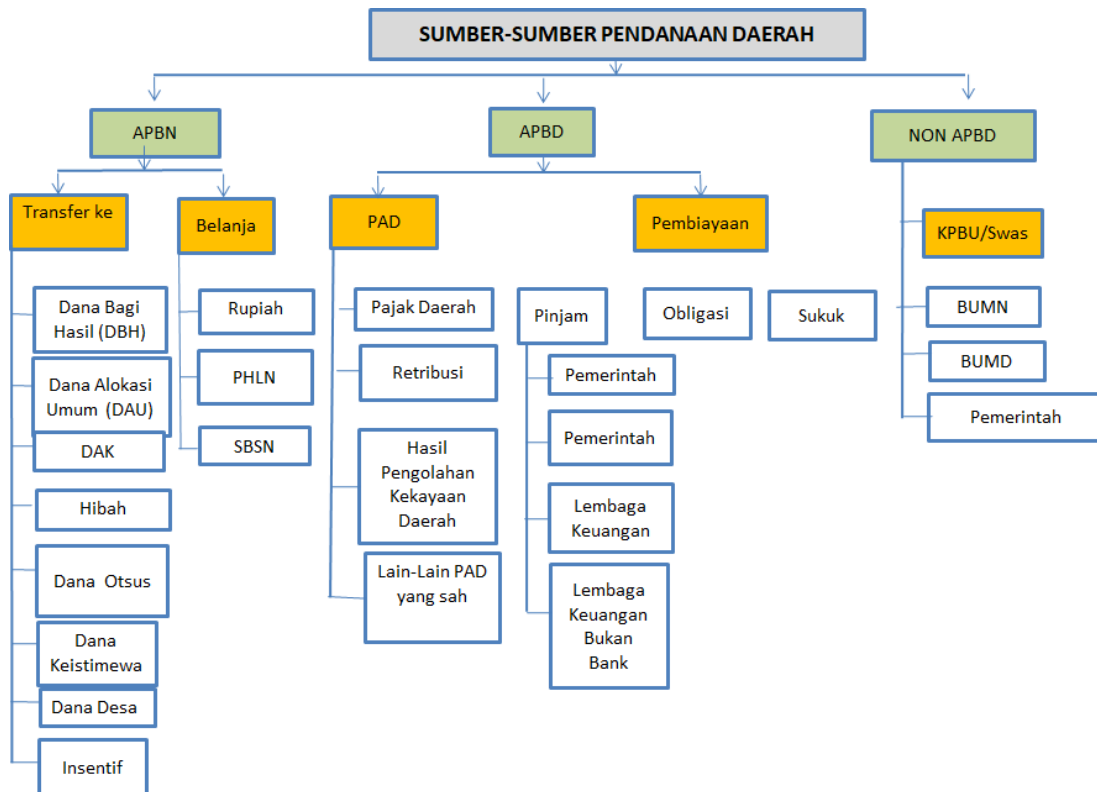 SUMBER-SUMBER PENDANAAN DAERAH
APBN
APBD
NON APBD
Transfer ke
Belanja
PAD
Pembiayaan
KPBU/Swas
Dana Bagi
Hasil (DBH)
Dana Alokasi
Umum (DAU)
DAK
Hibah
Dana Otsus
Dana
Keistimewa
Dana Desa
Insentif
Rupiah
PHLN
SBSN
Pajak Daerah
Retribusi
Hasil
Pengolahan
Kekayaan
Daerah
Lain-Lain PAD
yang sah
Pinjam
Obligasi
Sukuk
Pemerintah
Pemerintah
Lembaga
Keuangan
Lembaga
Keuangan
Bukan
Bank
BUMN
BUMD
Pemerintah